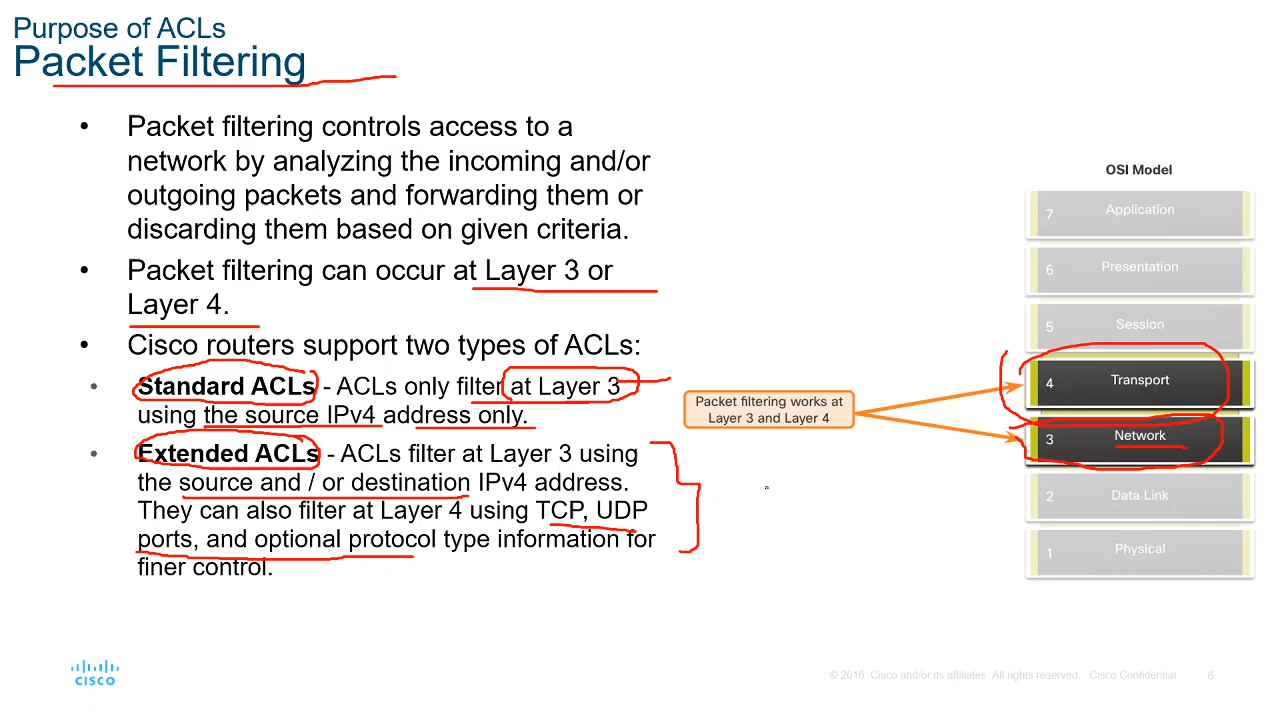 Purpose of ACLs
Packet Filtering
• Packet filtering controls access to a
network by analyzing the incoming and/or
outgoing packets and forwarding them or
discarding them based on given criteria.
• Packet filtering can occur at Layer 3 or
Layer 4.
• Cisco routers support two types of ACLs:
• Standard ACLs - ACLs only filter at Layer 3
using the source IPv4 address only.
• Extended ACLs - ACLs filter at Layer 3 using
the source and / or destination IPv4 address.
They can also filter at Layer 4 using TCP, UDP
ports, and optional protocol type information for
finer control.
Packet filtering works at
Layer 3 and Layer 4
OSI Model
7 Application
6 Presentation
5 Session
4 Transport
3 Network
2 Data Link
1 Physical
CISCO
© 2016 Cisco and/or its affiliates. All rights reserved. Cisco Confidential 6